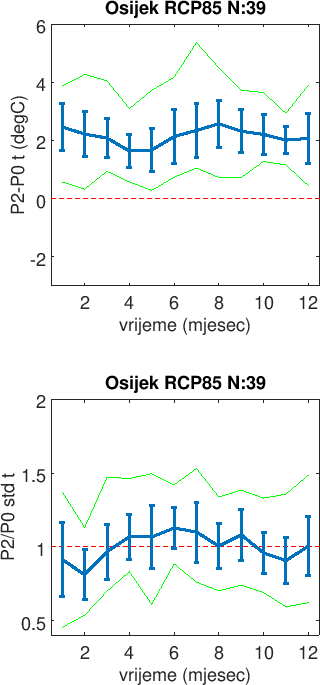 Osijek RCP85 N:39
P2-P0 t (degC)
6
4
2
0
-2
2 4 6 8 10 12
vrijeme (mjesec)
Osijek RCP85 N:39
P2/P0 std t
2
1.5
1
0.5
2 4 6 8 10 12
vrijeme (mjesec)